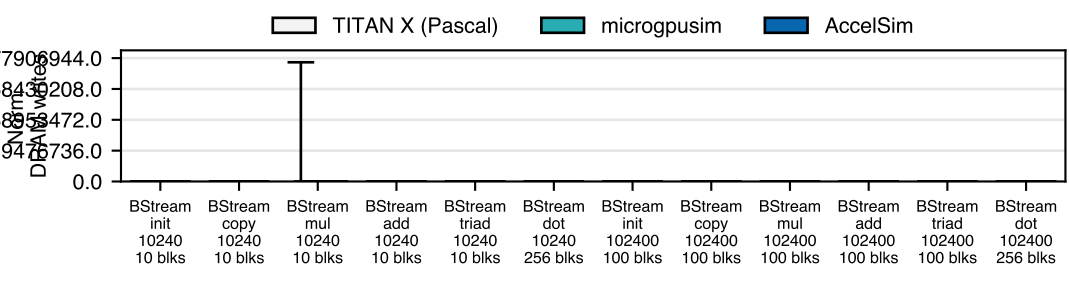 TITAN X (Pascal) microgpusim AccelSim
Norm.
DRAM writes
0.0
BStream init 10240 10 blks
BStream copy 10240 10 blks
BStream mul 10240 10 blks
BStream add 10240 10 blks
BStream triad 10240 10 blks
BStream dot 10240 256 blks
BStream init 102400 100 blks
BStream copy 102400 100 blks
BStream mul 102400 100 blks
BStream add 102400 100 blks
BStream triad 102400 100 blks
BStream dot 102400 256 blks